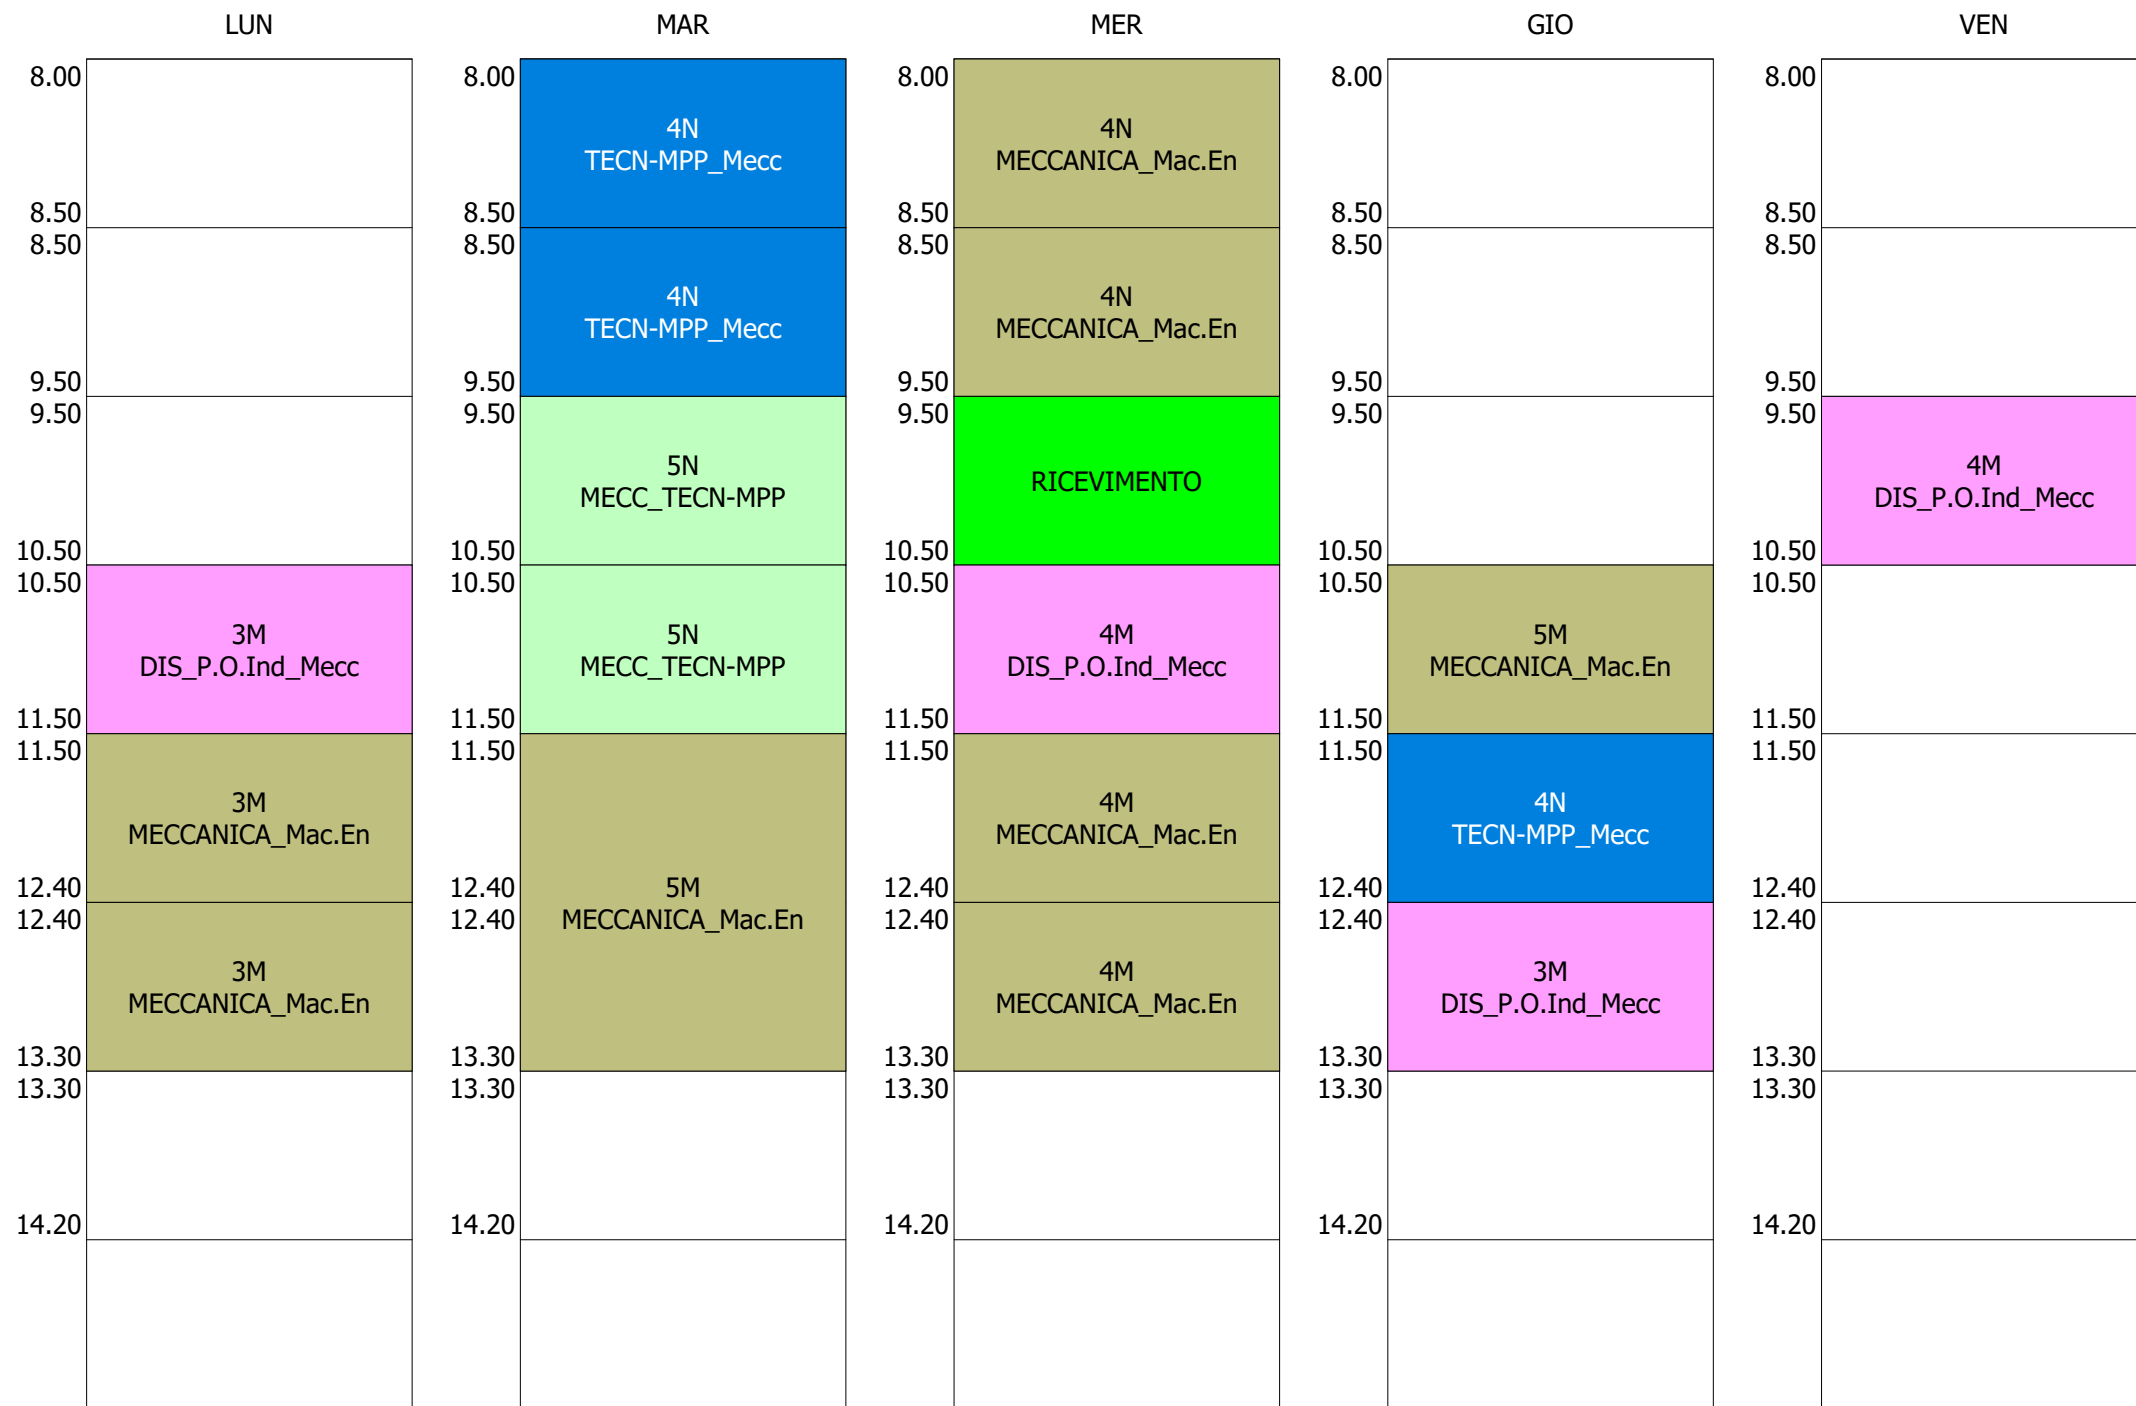 LUN
MAR
MER
GIO
VEN
8.00
8.50
8.50
9.50
9.50
10.50
10.50
3M
DIS_P.O.Ind_Mecc
11.50
11.50
3M
MECCANICA_Mac.En
12.40
12.40
3M
MECCANICA_Mac.En
13.30
13.30
14.20
8.00
4N
TECN-MPP_Mecc
8.50
8.50
4N
TECN-MPP_Mecc
9.50
9.50
5N
MECC_TECN-MPP
10.50
10.50
5N
MECC_TECN-MPP
11.50
11.50
12.40
5M
12.40
MECCANICA_Mac.En
13.30
13.30
14.20
8.00
4N
MECCANICA_Mac.En
8.50
8.50
4N
MECCANICA_Mac.En
9.50
9.50
RICEVIMENTO
10.50
10.50
4M
DIS_P.O.Ind_Mecc
11.50
11.50
4M
MECCANICA_Mac.En
12.40
12.40
4M
MECCANICA_Mac.En
13.30
13.30
14.20
8.00
8.50
8.50
9.50
9.50
10.50
10.50
5M
MECCANICA_Mac.En
11.50
11.50
4N
TECN-MPP_Mecc
12.40
12.40
3M
DIS_P.O.Ind_Mecc
13.30
13.30
14.20
8.00
8.50
8.50
9.50
9.50
4M
DIS_P.O.Ind_Mecc
10.50
10.50
11.50
11.50
12.40
12.40
13.30
13.30
14.20